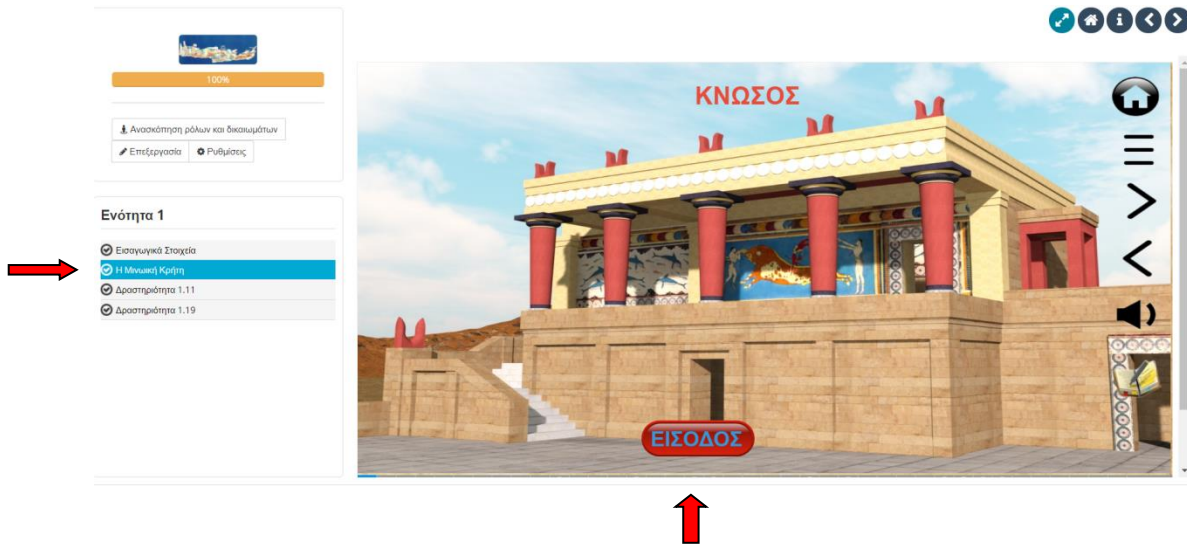 100%
Ανασκόπηση ρόλων και δικαιωμάτων
Επεξεργασία Ρυθμίσεις
Ενότητα 1
Εισαγωγικά Στοιχεία
Η Μινωική Κρήτη
Δραστηριότητα 1.11
Δραστηριότητα 1.19
ΚΝΩΣΟΣ
ΕΙΣΟΔΟΣ